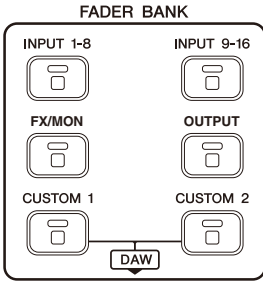 FADER BANK
INPUT 1-8 INPUT 9-16
FX/MON OUTPUT
CUSTOM 1 CUSTOM 2
DAW